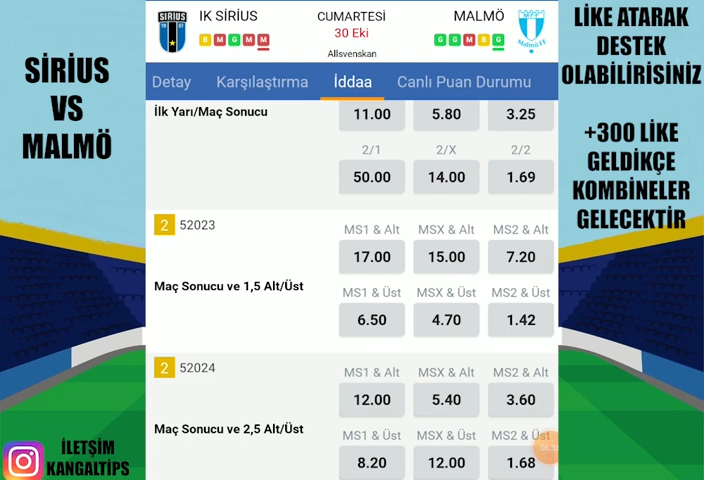 SİRİUS
VS
MALMÖ
İLETŞİM
KANGALTIPS
SIRIUS
IK SİRİUS
B M G M M
CUMARTESİ
30 Eki
Allsvenskan
MALMÖ
G G M B G
Malmö FF
Detay Karşılaştırma İddaa Canlı Puan Durumu
İlk Yarı/Maç Sonucu
11.00 5.80 3.25
2/1 2/X 2/2
50.00 14.00 1.69
2 52023
MS1 & Alt MSX & Alt MS2 & Alt
17.00 15.00 7.20
Maç Sonucu ve 1,5 Alt/Üst
MS1 & Üst MSX & Üst MS2 & Üst
6.50 4.70 1.42
2 52024
MS1 & Alt MSX & Alt MS2 & Alt
12.00 5.40 3.60
Maç Sonucu ve 2,5 Alt/Üst
MS1 & Üst MSX & Üst MS2 & Üst
8.20 12.00 1.68
LİKE ATARAK
DESTEK
OLABİLİRİSİNİZ
+300 LİKE
GELDİKÇE
KOMBİNELER
GELECEKTİR